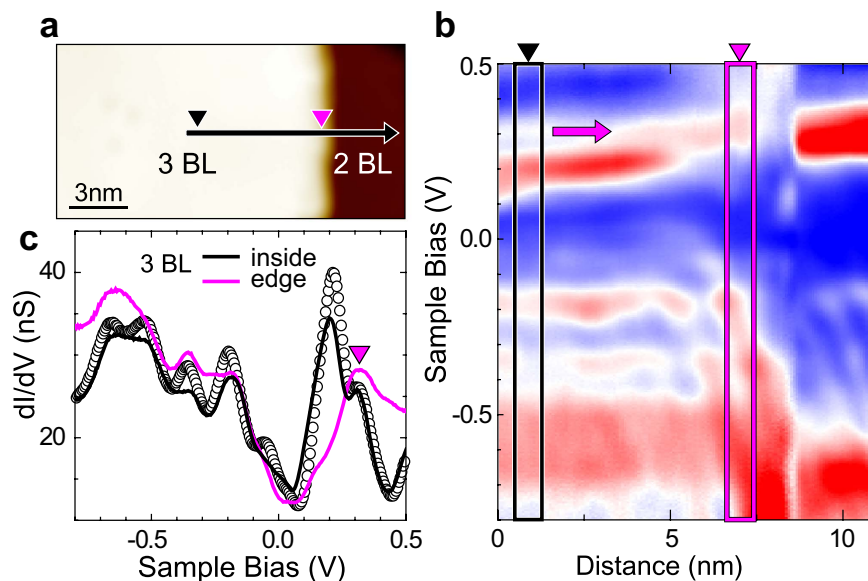 a
3 BL
2 BL
3nm
b
0.5
0.0
-0.5
Sample Bias (V)
0
5
10
Distance (nm)
c
3 BL
inside
edge
40
20
dI/dV (nS)
-0.5
0.0
0.5
Sample Bias (V)